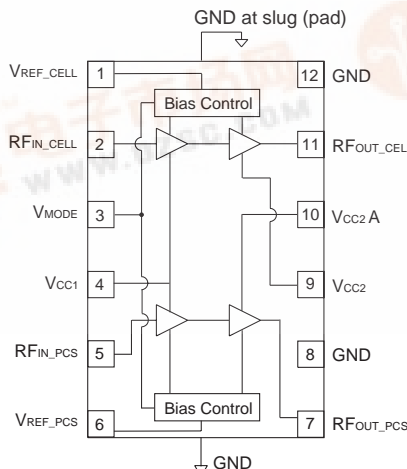 GND at slug (pad)
VREF_CELL 1 12 GND
Bias Control
RFIN_CELL 2 11 RFOUT_CEL
VMODE 3 10 VCC2 A
VCC1 4 9 VCC2
RFIN_PCS 5 8 GND
VREF_PCS 6 Bias Control 7 RFOUT_PCS
GND